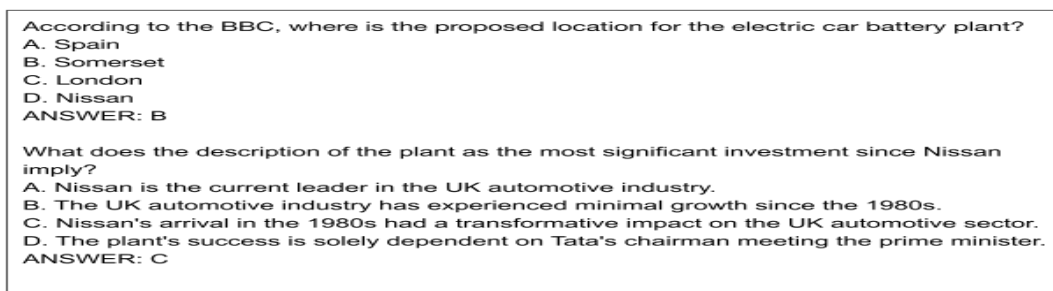 According to the BBC, where is the proposed location for the electric car battery plant?
A. Spain
B. Somerset
C. London
D. Nissan
ANSWER: B
What does the description of the plant as the most significant investment since Nissan
imply?
A. Nissan is the current leader in the UK automotive industry.
B. The UK automotive industry has experienced minimal growth since the 1980s.
C. Nissan's arrival in the 1980s had a transformative impact on the UK automotive sector.
D. The plant's success is solely dependent on Tata's chairman meeting the prime minister.
ANSWER: C